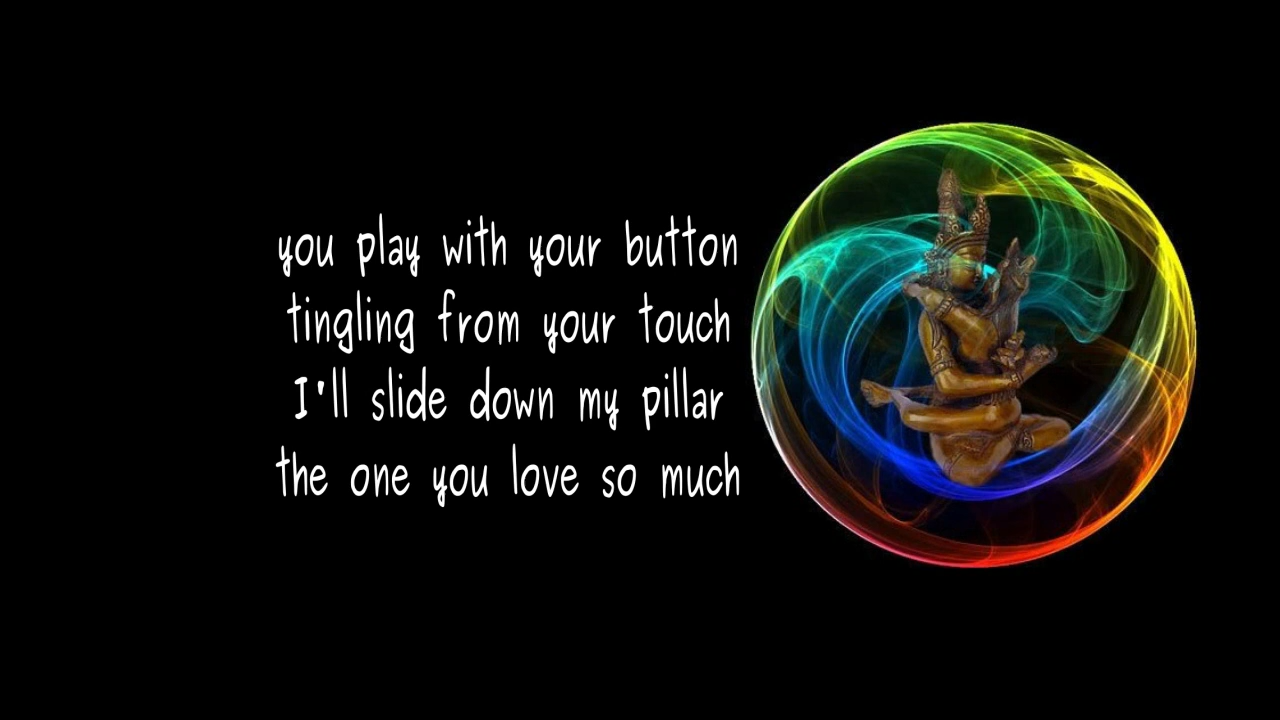 you play with your button
tingling from your touch
I'll slide down my pillar
the one you love so much